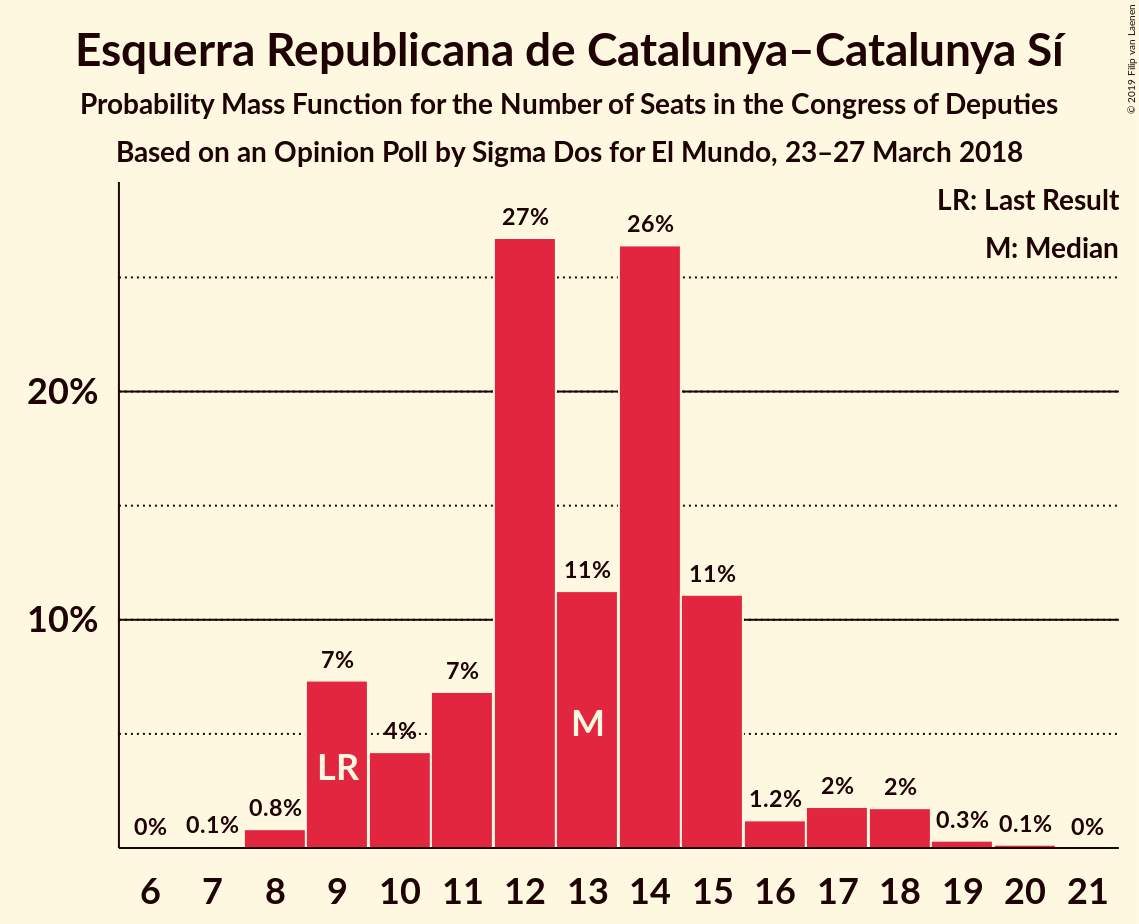 Esquerra Republicana de Catalunya–Catalunya Sí
Probability Mass Function for the Number of Seats in the Congress of Deputies
Based on an Opinion Poll by Sigma Dos for El Mundo, 23–27 March 2018
© 2019 Filip van Laenen
LR: Last Result
M: Median
27%
26%
20%
11%
11%
10%
7%
7%
4%
M
LR
0%
0.1%
0.8%
1.2%
2%
2%
0.3%
0.1%
0%
6 7 8 9 10 11 12 13 14 15 16 17 18 19 20 21